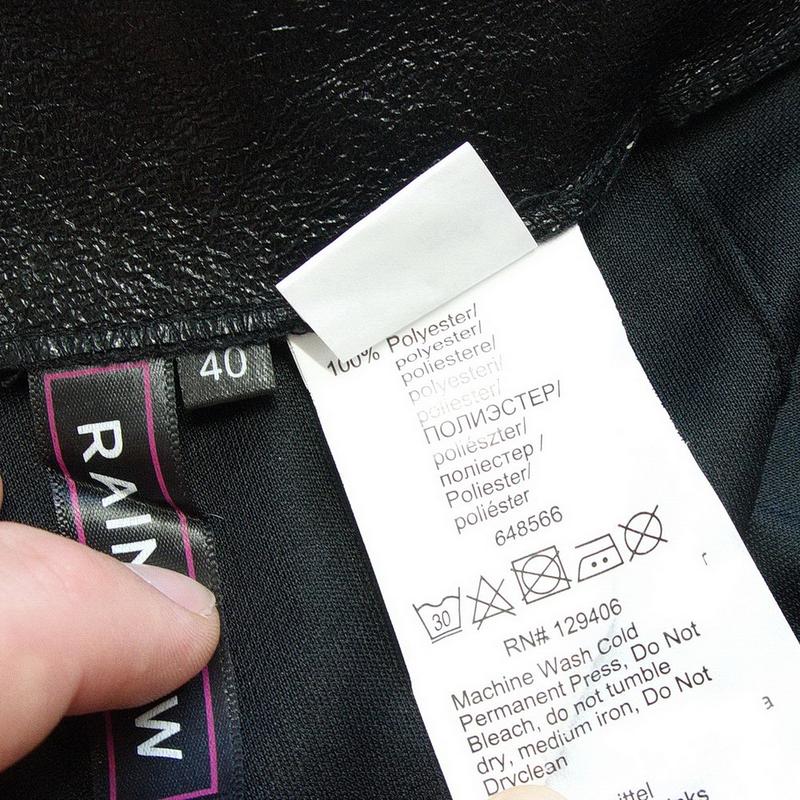 40
RAIN
W
100% Polyester/
polyester/
poliestere/
polyesteri/
poliester/
ПОЛИЭСТЕР/
poliészter/
поліестер /
Poliester/
poliéster
648566
30
RN# 129406
Machine Wash Cold
Permanent Press, Do Not
Bleach, do not tumble
dry, medium iron, Do Not
Dryclean